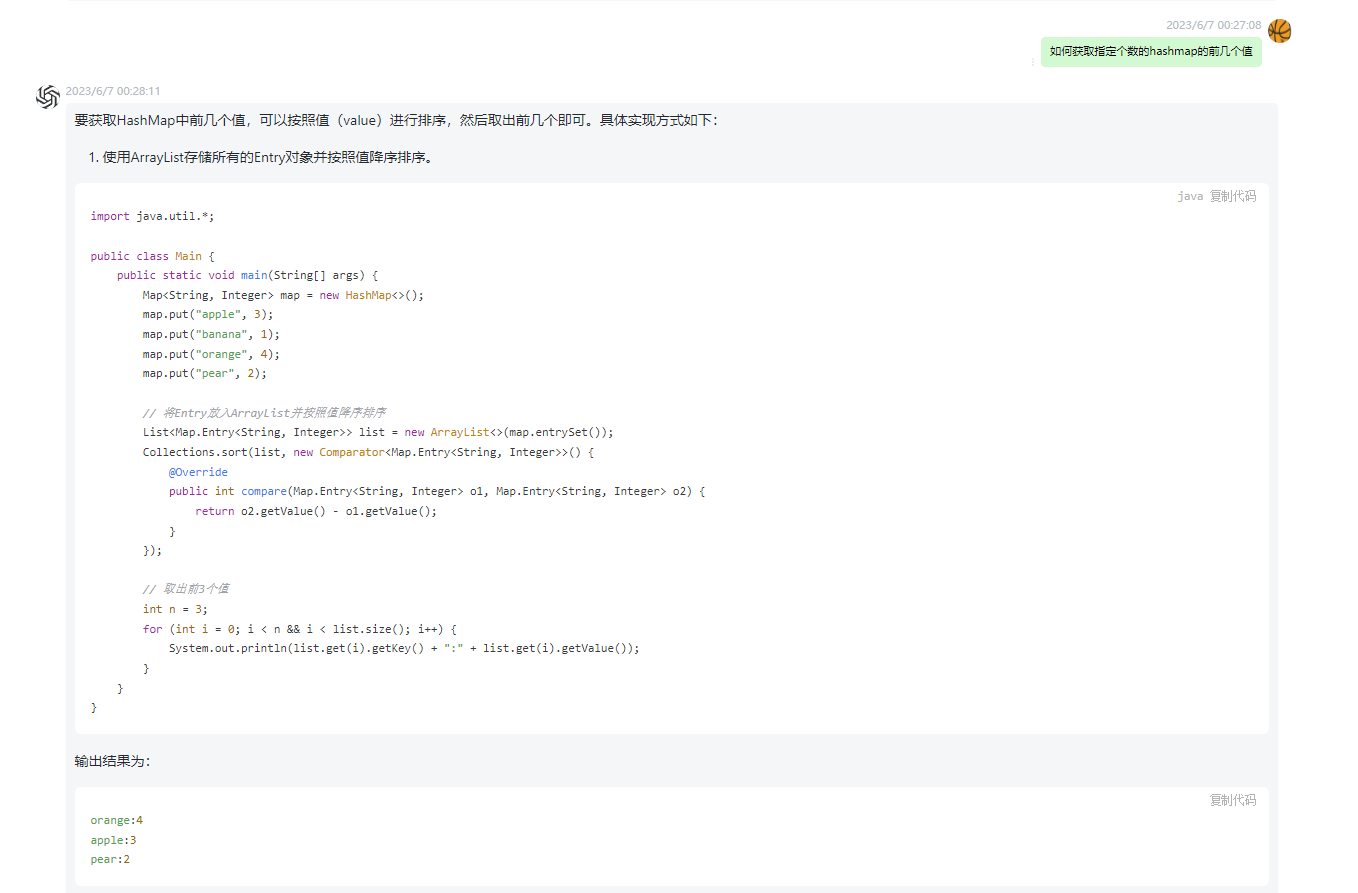 2023/6/7 00:27:08
如何获取指定个数的hashmap的前几个值
2023/6/7 00:28:11
要获取HashMap中前几个值，可以按照值（value）进行排序，然后取出前几个即可。具体实现方式如下：
1. 使用ArrayList存储所有的Entry对象并按照值降序排序。
java 复制代码
import java.util.*;
public class Main {
    public static void main(String[] args) {
        Map<String, Integer> map = new HashMap<>();
        map.put("apple", 3);
        map.put("banana", 1);
        map.put("orange", 4);
        map.put("pear", 2);
        // 将Entry放入ArrayList并按照值降序排序
        List<Map.Entry<String, Integer>> list = new ArrayList<>(map.entrySet());
        Collections.sort(list, new Comparator<Map.Entry<String, Integer>>() {
            @Override
            public int compare(Map.Entry<String, Integer> o1, Map.Entry<String, Integer> o2) {
                return o2.getValue() - o1.getValue();
            }
        });
        // 取出前3个值
        int n = 3;
        for (int i = 0; i < n && i < list.size(); i++) {
            System.out.println(list.get(i).getKey() + ":" + list.get(i).getValue());
        }
    }
}
输出结果为：
复制代码
orange:4
apple:3
pear:2